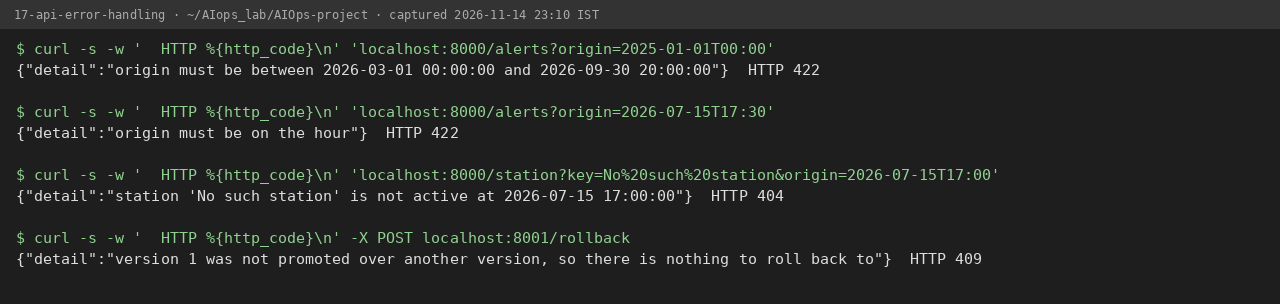 17-api-error-handling · ~/AIops_lab/AIOps-project · captured 2026-11-14 23:10 IST
$ curl -s -w '  HTTP %{http_code}\n' 'localhost:8000/alerts?origin=2025-01-01T00:00'
{"detail":"origin must be between 2026-03-01 00:00:00 and 2026-09-30 20:00:00"}  HTTP 422
$ curl -s -w '  HTTP %{http_code}\n' 'localhost:8000/alerts?origin=2026-07-15T17:30'
{"detail":"origin must be on the hour"}  HTTP 422
$ curl -s -w '  HTTP %{http_code}\n' 'localhost:8000/station?key=No%20such%20station&origin=2026-07-15T17:00'
{"detail":"station 'No such station' is not active at 2026-07-15 17:00:00"}  HTTP 404
$ curl -s -w '  HTTP %{http_code}\n' -X POST localhost:8001/rollback
{"detail":"version 1 was not promoted over another version, so there is nothing to roll back to"}  HTTP 409